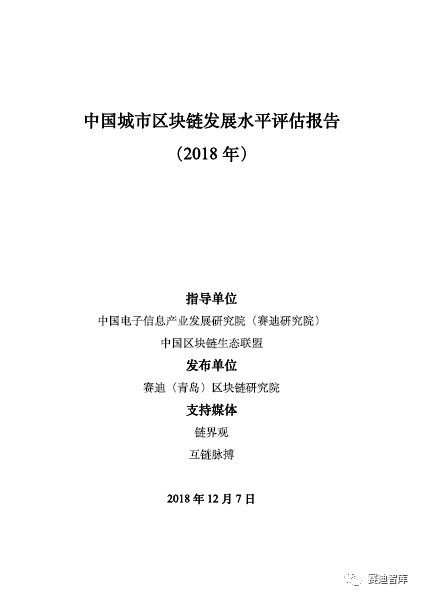 中国城市区块链发展水平评估报告
（2018 年）
指导单位
中国电子信息产业发展研究院（赛迪研究院）
中国区块链生态联盟
发布单位
赛迪（青岛）区块链研究院
支持媒体
链界观
互链脉搏
2018 年 12 月 7 日
赛迪智库